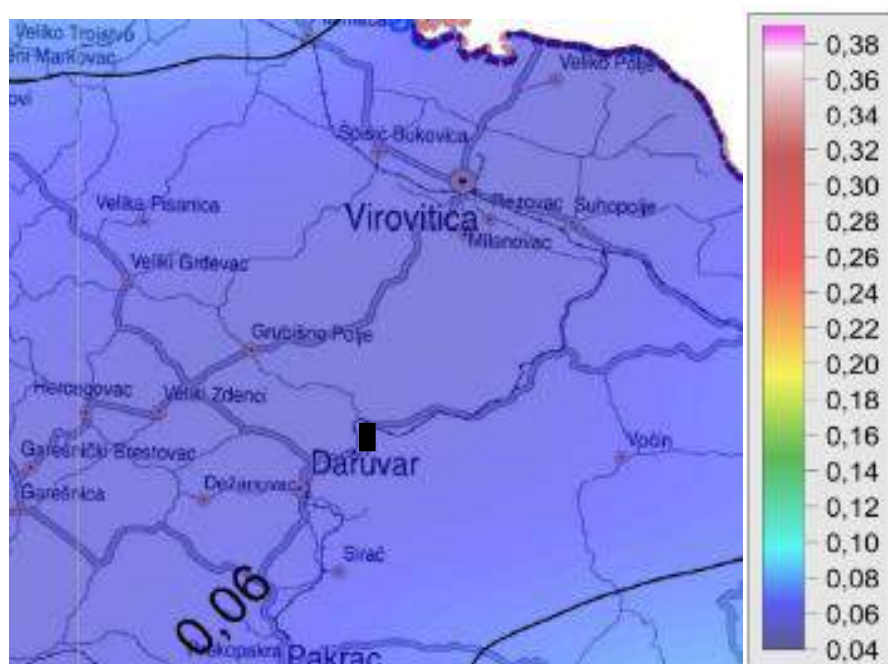 Veliko Trojstvo
eni Markovac
ovi
Veliko Polje
Špišić Bukovica
Virovitica
Rezovac
Suhopolje
Milanovac
Velika Pisanica
Veliki Grđevac
Grubišno Polje
Hercegovac
Veliki Zdenci
Garešnički Brestovac
Garešnica
Dežanovac
Daruvar
Voćin
Sirač
0,06
Pakrac
0,38
0,36
0,34
0,32
0,30
0,28
0,26
0,24
0,22
0,20
0,18
0,16
0,14
0,12
0,10
0,08
0,06
0,04